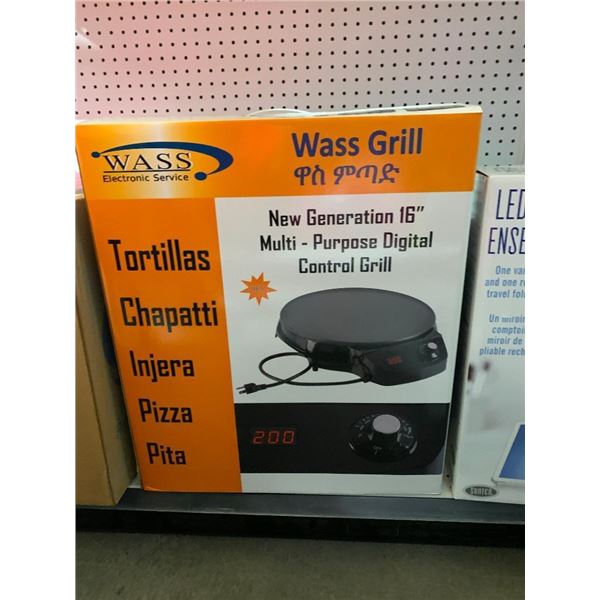 WASS
Electronic Service
Wass Grill
ዋስ ምጣድ
New Generation 16"
Multi - Purpose Digital
Control Grill
Tortillas
Chapatti
Injera
Pizza
Pita
200
LED
ENSE
One va
and one r
travel fol
Un miroir
comptoi
miroir de
pliable rech